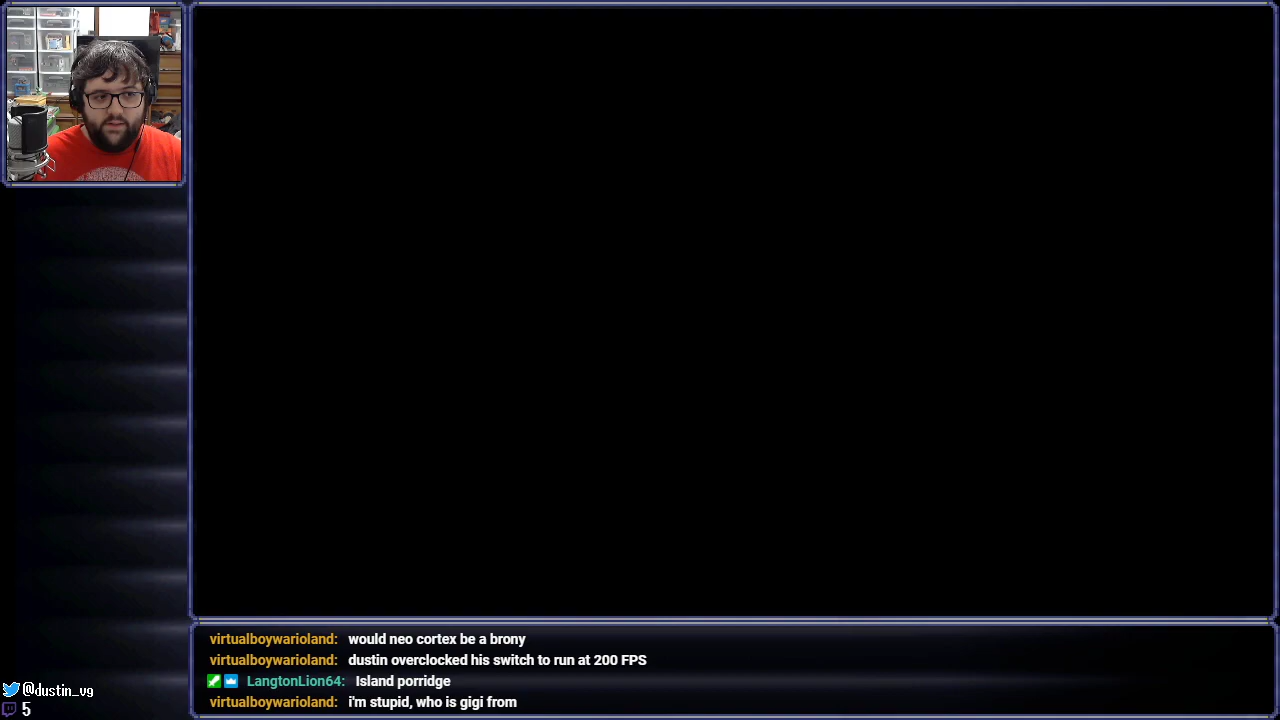 virtualboywarioland: would neo cortex be a brony
virtualboywarioland: dustin overclocked his switch to run at 200 FPS
LangtonLion64: Island porridge
virtualboywarioland: i'm stupid, who is gigi from
@dustin_vg
5